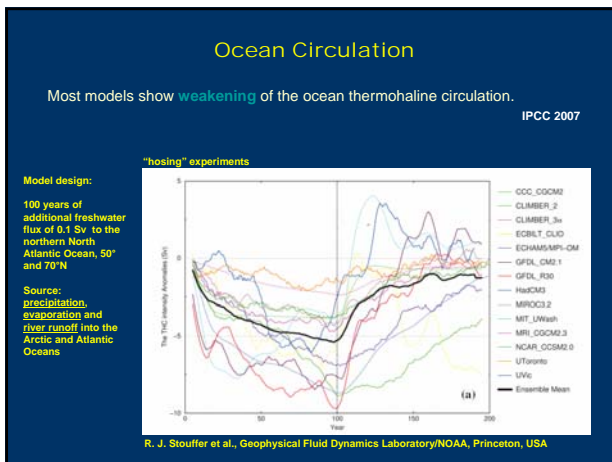 Ocean Circulation
Most models show weakening of the ocean thermohaline circulation.
IPCC 2007
"hosing" experiments
Model design:
100 years of
additional freshwater
flux of 0.1 Sv to the
northern North
Atlantic Ocean, 50°
and 70°N
Source:
precipitation,
evaporation and
river runoff into the
Arctic and Atlantic
Oceans
The THC intensity Anomalies (Sv)
5
0
-5
-10
0
50
100
150
200
Year
(a)
CCC_CGCM2
CLIMBER_2
CLIMBER_3α
ECBILT_CLIO
ECHAM5/MPI-OM
GFDL_CM2.1
GFDL_R30
HadCM3
MIROC3.2
MIT_UWash
MRI_CGCM2.3
NCAR_CCSM2.0
UToronto
UVic
Ensemble Mean
R. J. Stouffer et al., Geophysical Fluid Dynamics Laboratory/NOAA, Princeton, USA